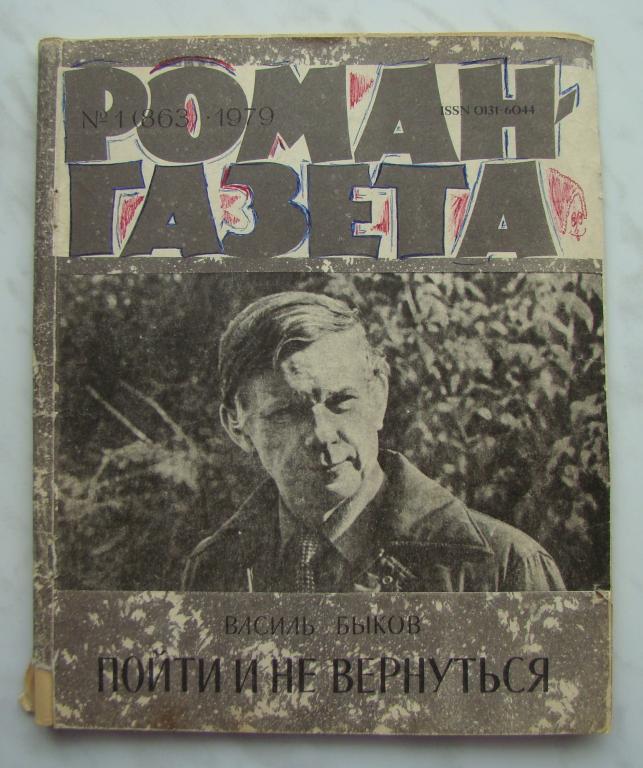 РОМАН-
№ 1 (863) · 1979
ISSN 0131-6044
ГАЗЕТА
ВАСИЛЬ БЫКОВ
ПОЙТИ И НЕ ВЕРНУТЬСЯ